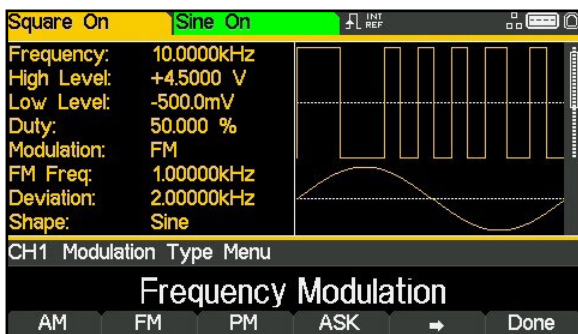 Square On Sine On INT
REF
Frequency: 10.0000kHz
High Level: +4.5000 V
Low Level: -500.0mV
Duty: 50.000 %
Modulation: FM
FM Freq: 1.00000kHz
Deviation: 2.00000kHz
Shape: Sine
CH1 Modulation Type Menu
Frequency Modulation
AM FM PM ASK ➡ Done